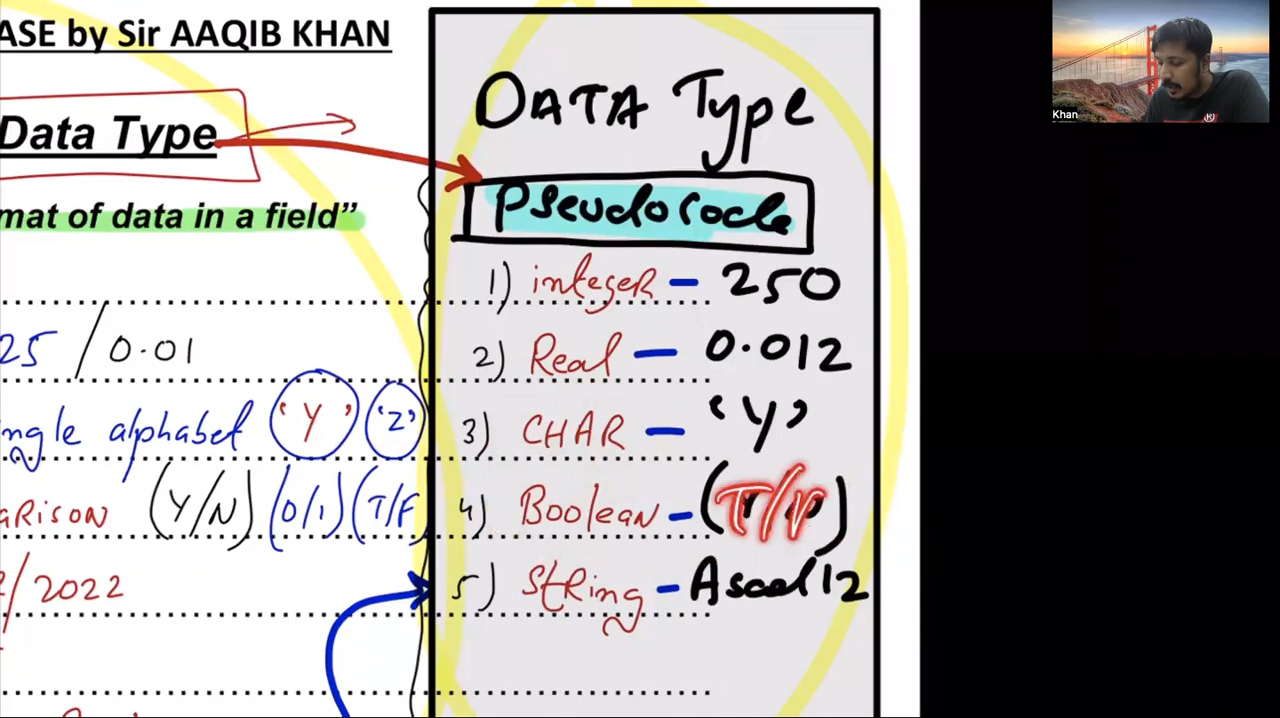 ASE by Sir AAQIB KHAN
Data Type
mat of data in a field”
25 / 0.01
ngle alphabet 'Y' 'Z'
aRison (Y/N) (0/1) (T/F
/ 2022
DATA Type
Pseudocode
1) integeR - 250
2) Real - 0.012
3) CHAR - 'Y'
4) Boolean - (T/F)
5) StRing -
Khan